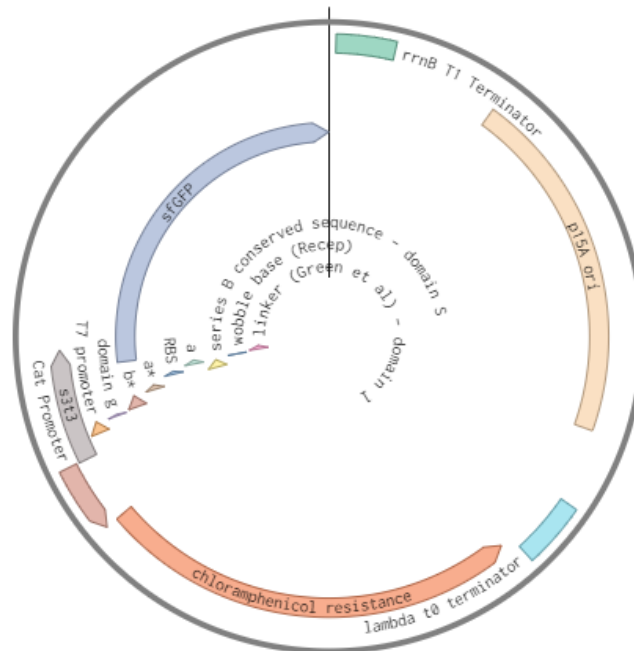 rrnB T1 Terminator
p15A ori
sfGFP
series B conserved sequence - domain S
wobble base (Recep)
linker (Green et al) - domain l
a
RBS
a*
b*
domain g
T7 promoter
s3t3
Cat Promoter
chloramphenicol resistance
lambda t0 terminator